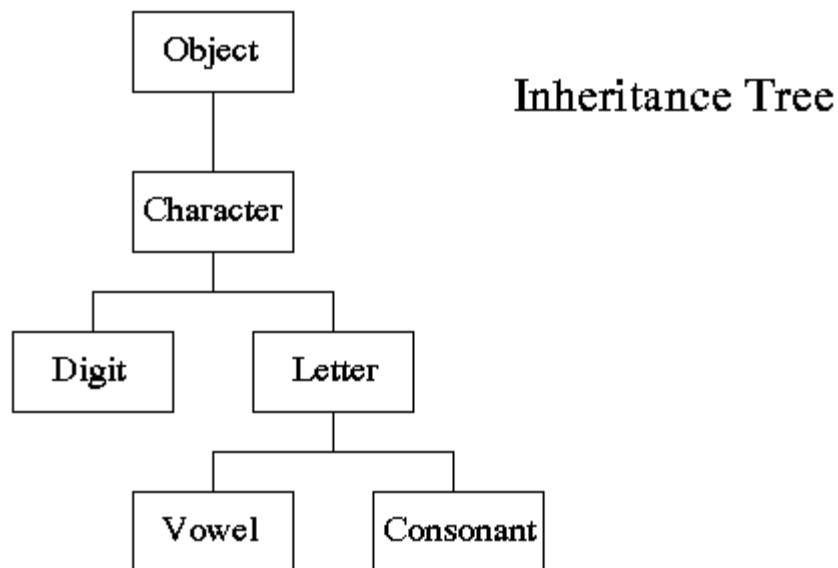 Object
Inheritance Tree
Character
Digit Letter
Vowel Consonant